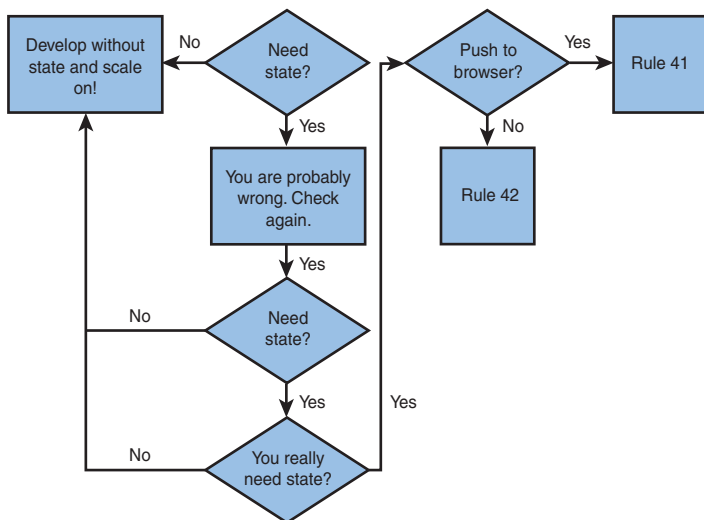 Develop without
state and scale
on!
No
Need
state?
Push to
browser?
Yes
Rule 41
Yes
No
You are probably
wrong. Check
again.
Rule 42
Yes
No
Need
state?
Yes
Yes
No
You really
need state?